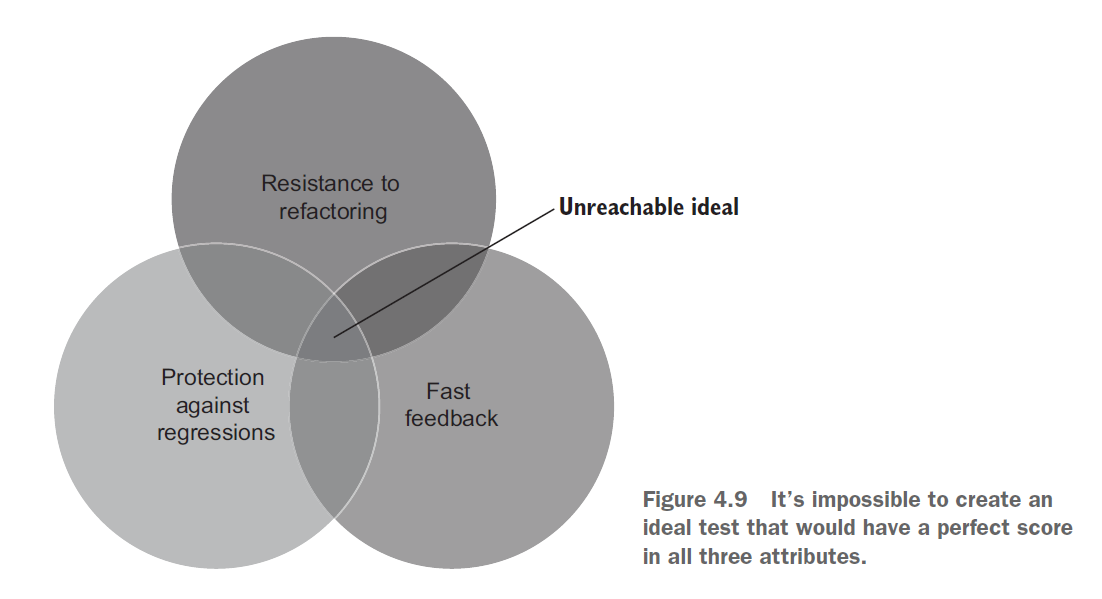 Resistance to
refactoring
Unreachable ideal
Protection
against
regressions
Fast
feedback
Figure 4.9 It’s impossible to create an
ideal test that would have a perfect score
in all three attributes.